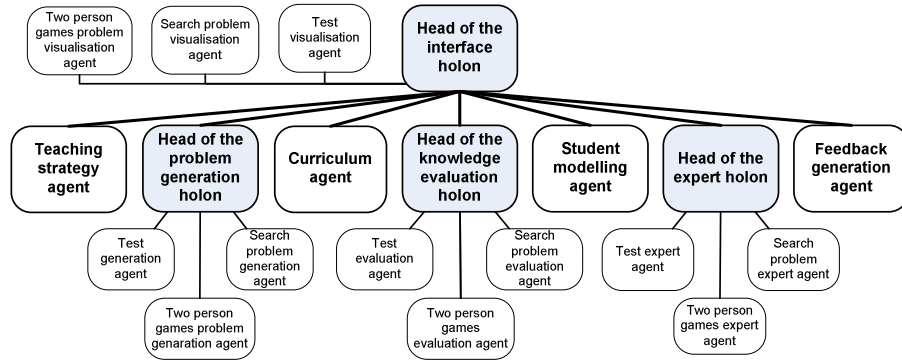 Two person
games problem
visualisation
agent
Search problem
visualisation
agent
Test
visualisation
agent
Head of the
interface
holon
Teaching
strategy
agent
Head of the
problem
generation
holon
Curriculum
agent
Head of the
knowledge
evaluation
holon
Student
modelling
agent
Head of the
expert holon
Feedback
generation
agent
Test
generation
agent
Search
problem
generation
agent
Test
evaluation
agent
Search
problem
evaluation
agent
Test expert
agent
Search
problem
expert agent
Two person
games problem
genaration agent
Two person
games
evaluation agent
Two person
games expert
agent